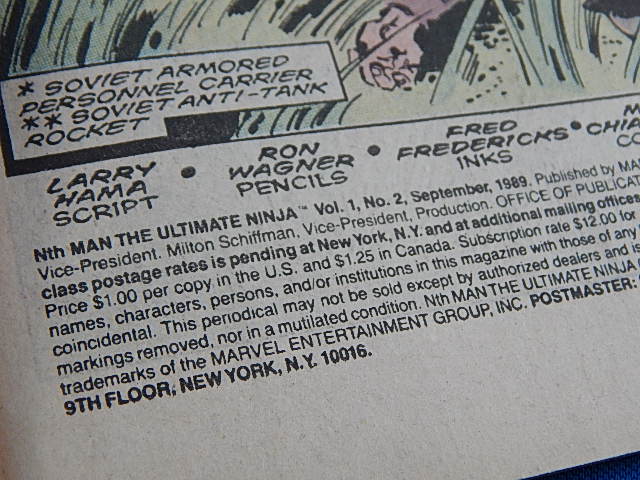 * SOVIET ARMORED
PERSONNEL CARRIER
** SOVIET ANTI-TANK
ROCKET
LARRY HAMA SCRIPT • RON WAGNER PENCILS • FRED FREDERICKS INKS •
Nth MAN THE ULTIMATE NINJA™ Vol. 1, No. 2, September, 1989. Published by MA
Vice-President. Milton Schiffman, Vice-President, Production. OFFICE OF PUBLICAT
class postage rates is pending at New York, N.Y. and at additional mailing office
Price $1.00 per copy in the U.S. and $1.25 in Canada. Subscription rate $12.00 for
names, characters, persons, and/or institutions in this magazine with those of any
coincidental. This periodical may not be sold except by authorized dealers and
markings removed, nor in a mutilated condition. Nth MAN THE ULTIMATE NINJA
trademarks of the MARVEL ENTERTAINMENT GROUP, INC. POSTMASTER:
9TH FLOOR, NEW YORK, N.Y. 10016.